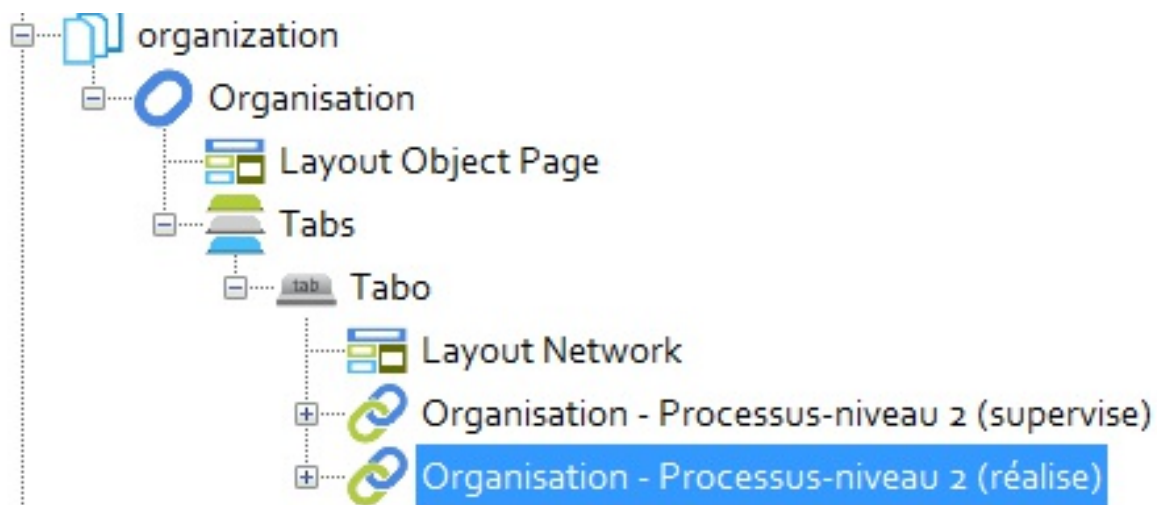 organization
Organisation
Layout Object Page
Tabs
tab Tabo
Layout Network
Organisation - Processus-niveau 2 (supervise)
Organisation - Processus-niveau 2 (réalise)